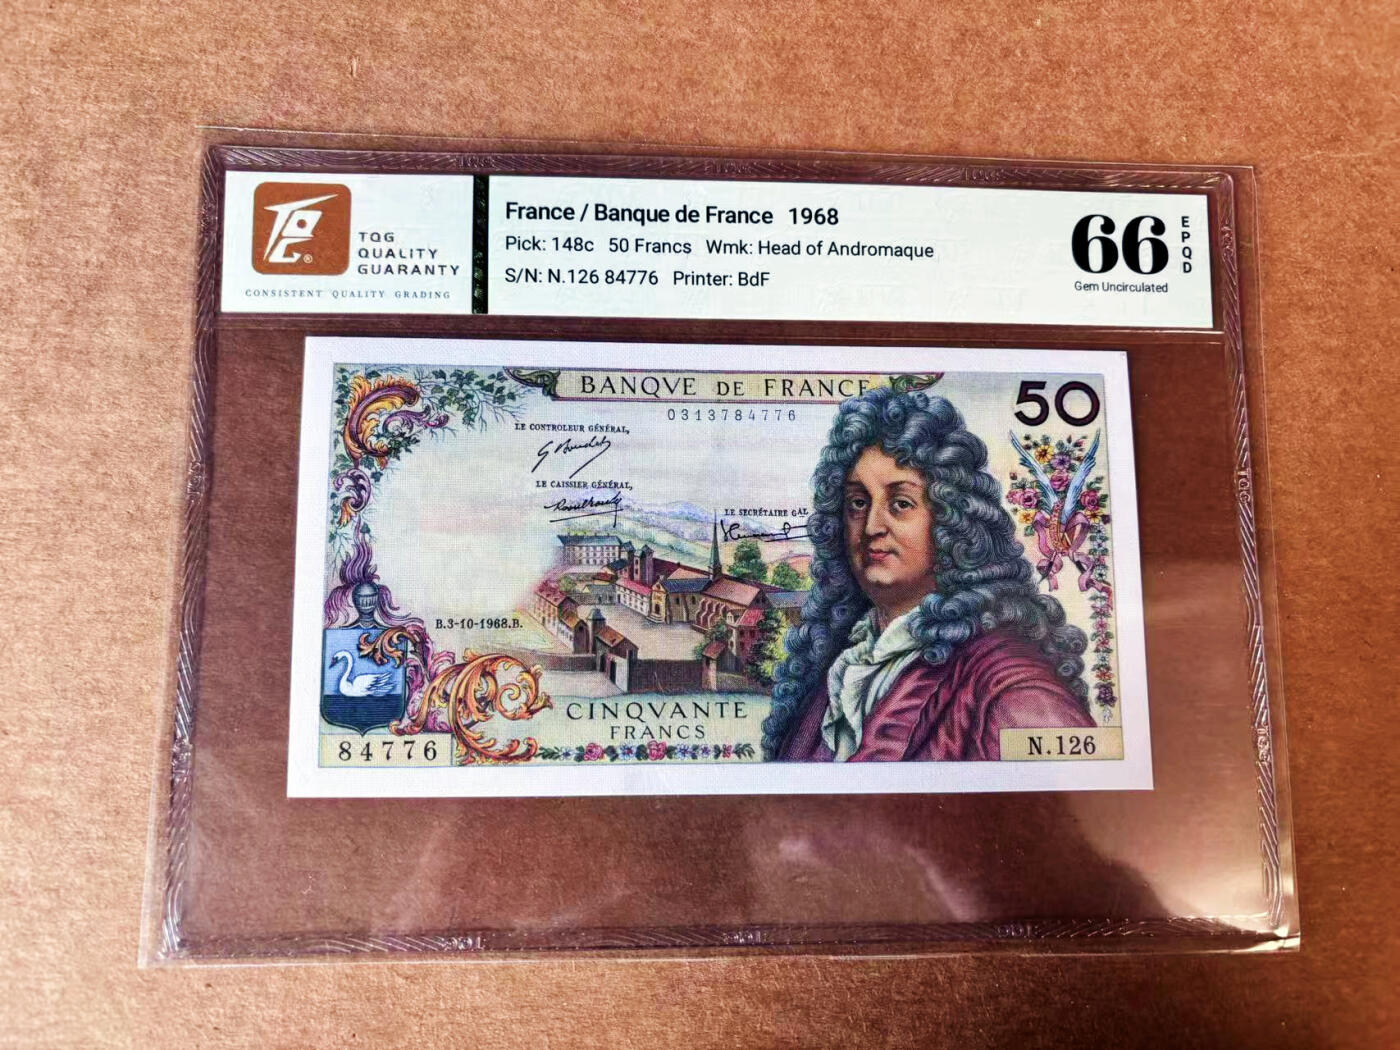 TQG
QUALITY
GUARANTY
CONSISTENT QUALITY GRADING
France / Banque de France 1968
Pick: 148c 50 Francs Wmk: Head of Andromaque
S/N: N.126 84776 Printer: BdF
66
EPQD
Gem Uncirculated
BANQVE DE FRANCE
50
0313784776
LE CONTROLEUR GÉNÉRAL,
LE CAISSIER GÉNÉRAL,
LE SECRÉTAIRE GAL
B.3-10-1968.B.
CINQVANTE
FRANCS
84776
N.126